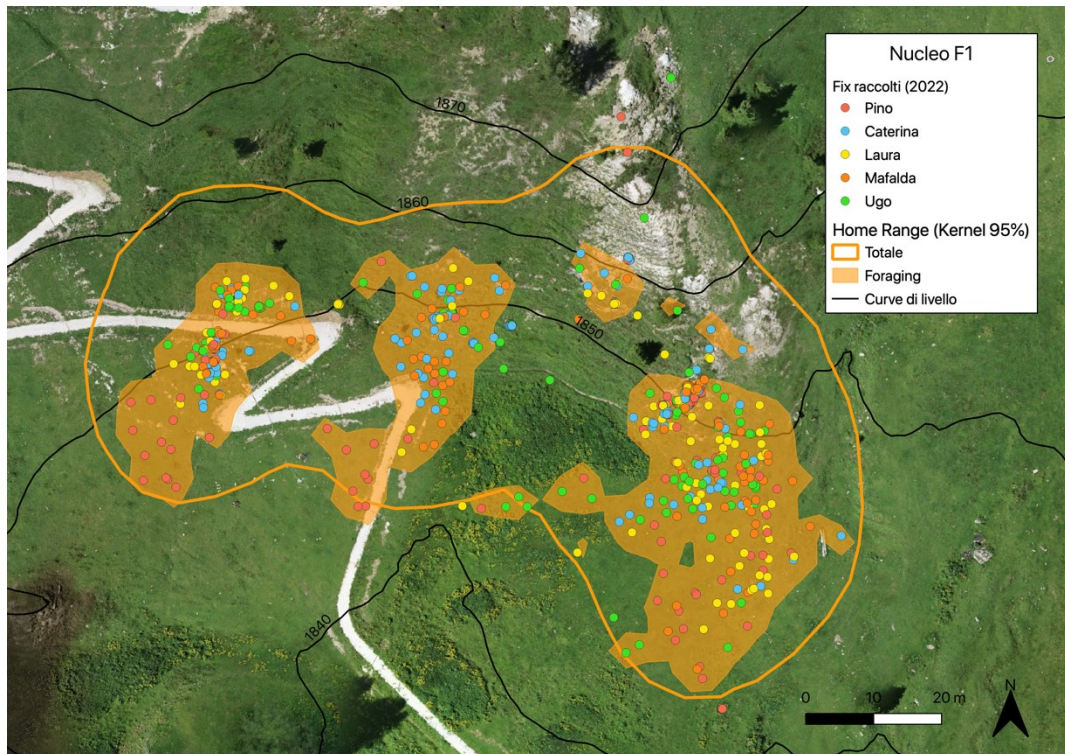 Nucleo F1
Fix raccolti (2022)
Pino
Caterina
Laura
Mafalda
Ugo
Home Range (Kernel 95%)
Totale
Foraging
Curve di livello
1870
1860
1850
1840
0 10 20 m
N